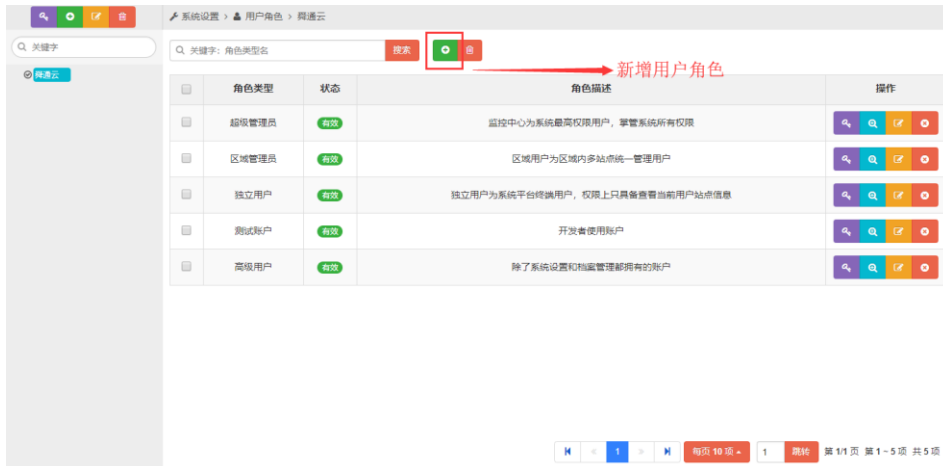 系统设置 > 用户角色 > 舜通云
关键字
关键字：角色类型名
搜索
新增用户角色
舜通云
角色类型 状态 角色描述 操作
超级管理员 有效 监控中心为系统最高权限用户，掌管系统所有权限
区域管理员 有效 区域用户为区域内多站点统一管理用户
独立用户 有效 独立用户为系统平台终端用户，权限上只具备查看当前用户站点信息
测试账户 有效 开发者使用账户
高级用户 有效 除了系统设置和档案管理都拥有的账户
« 1 » 每页 10 项 1 跳转 第 1/1 页 第 1 ~ 5 项 共 5 项